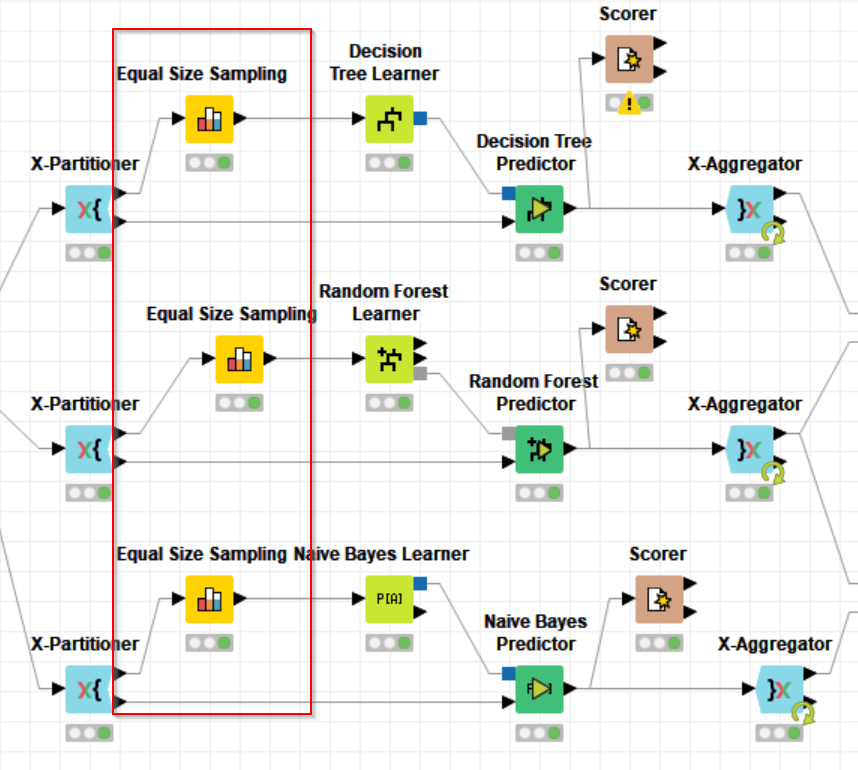 Scorer
Decision
Tree Learner
Equal Size Sampling
Decision Tree
Predictor
X-Partitioner
X-Aggregator
X{
}X
Scorer
Random Forest
Learner
Equal Size Sampling
Random Forest
Predictor
X-Partitioner
X-Aggregator
X{
}X
Equal Size Sampling
Naive Bayes Learner
Scorer
P[A]
Naive Bayes
Predictor
X-Partitioner
X-Aggregator
X{
}X